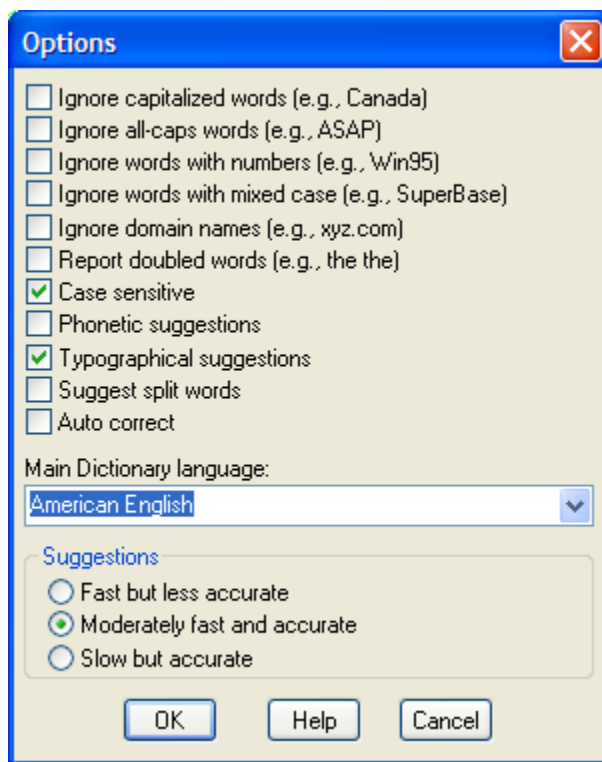 Options
Ignore capitalized words (e.g., Canada)
Ignore all-caps words (e.g., ASAP)
Ignore words with numbers (e.g., Win95)
Ignore words with mixed case (e.g., SuperBase)
Ignore domain names (e.g., xyz.com)
Report doubled words (e.g., the the)
Case sensitive
Phonetic suggestions
Typographical suggestions
Suggest split words
Auto correct
Main Dictionary language:
American English
Suggestions
Fast but less accurate
Moderately fast and accurate
Slow but accurate
OK Help Cancel